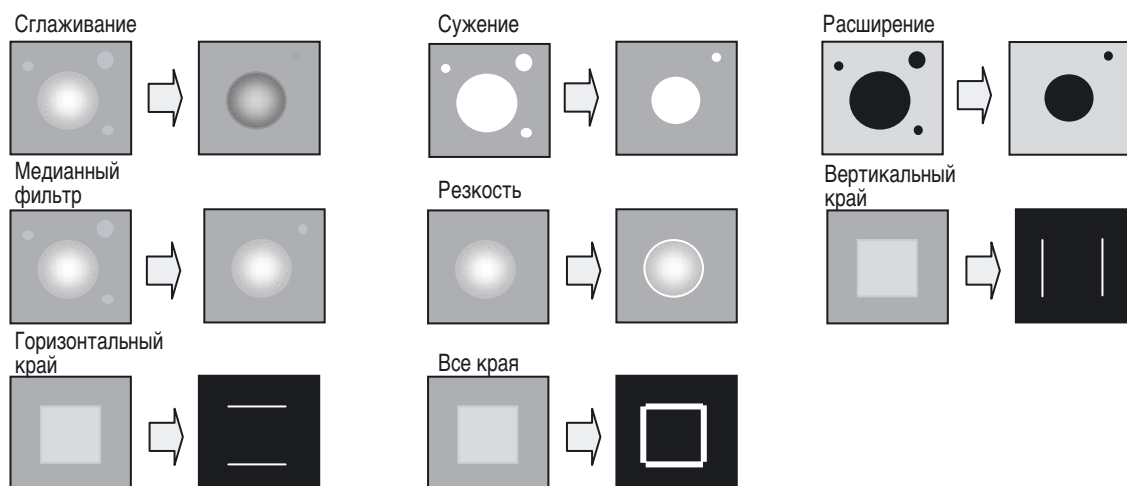 Сглаживание
Сужение
Расширение
Медианный
фильтр
Резкость
Вертикальный
край
Горизонтальный
край
Все края